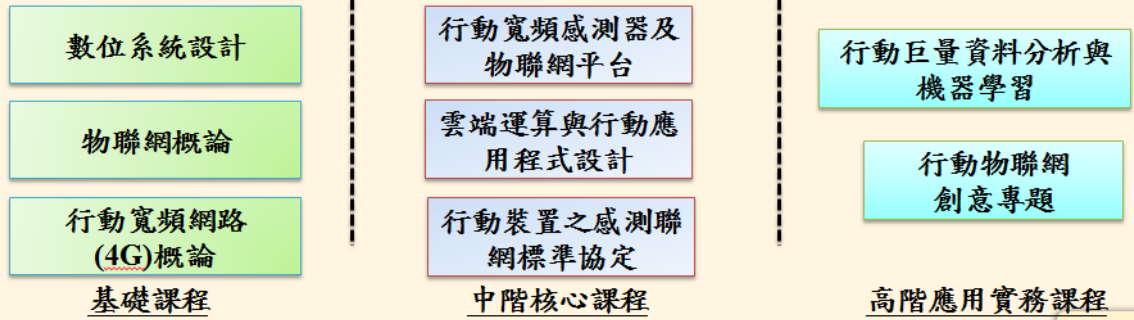 數位系統設計
物聯網概論
行動寬頻網路
(4G)概論
基礎課程
行動寬頻感測器及
物聯網平台
雲端運算與行動應
用程式設計
行動裝置之感測聯
網標準協定
中階核心課程
行動巨量資料分析與
機器學習
行動物聯網
創意專題
高階應用實務課程